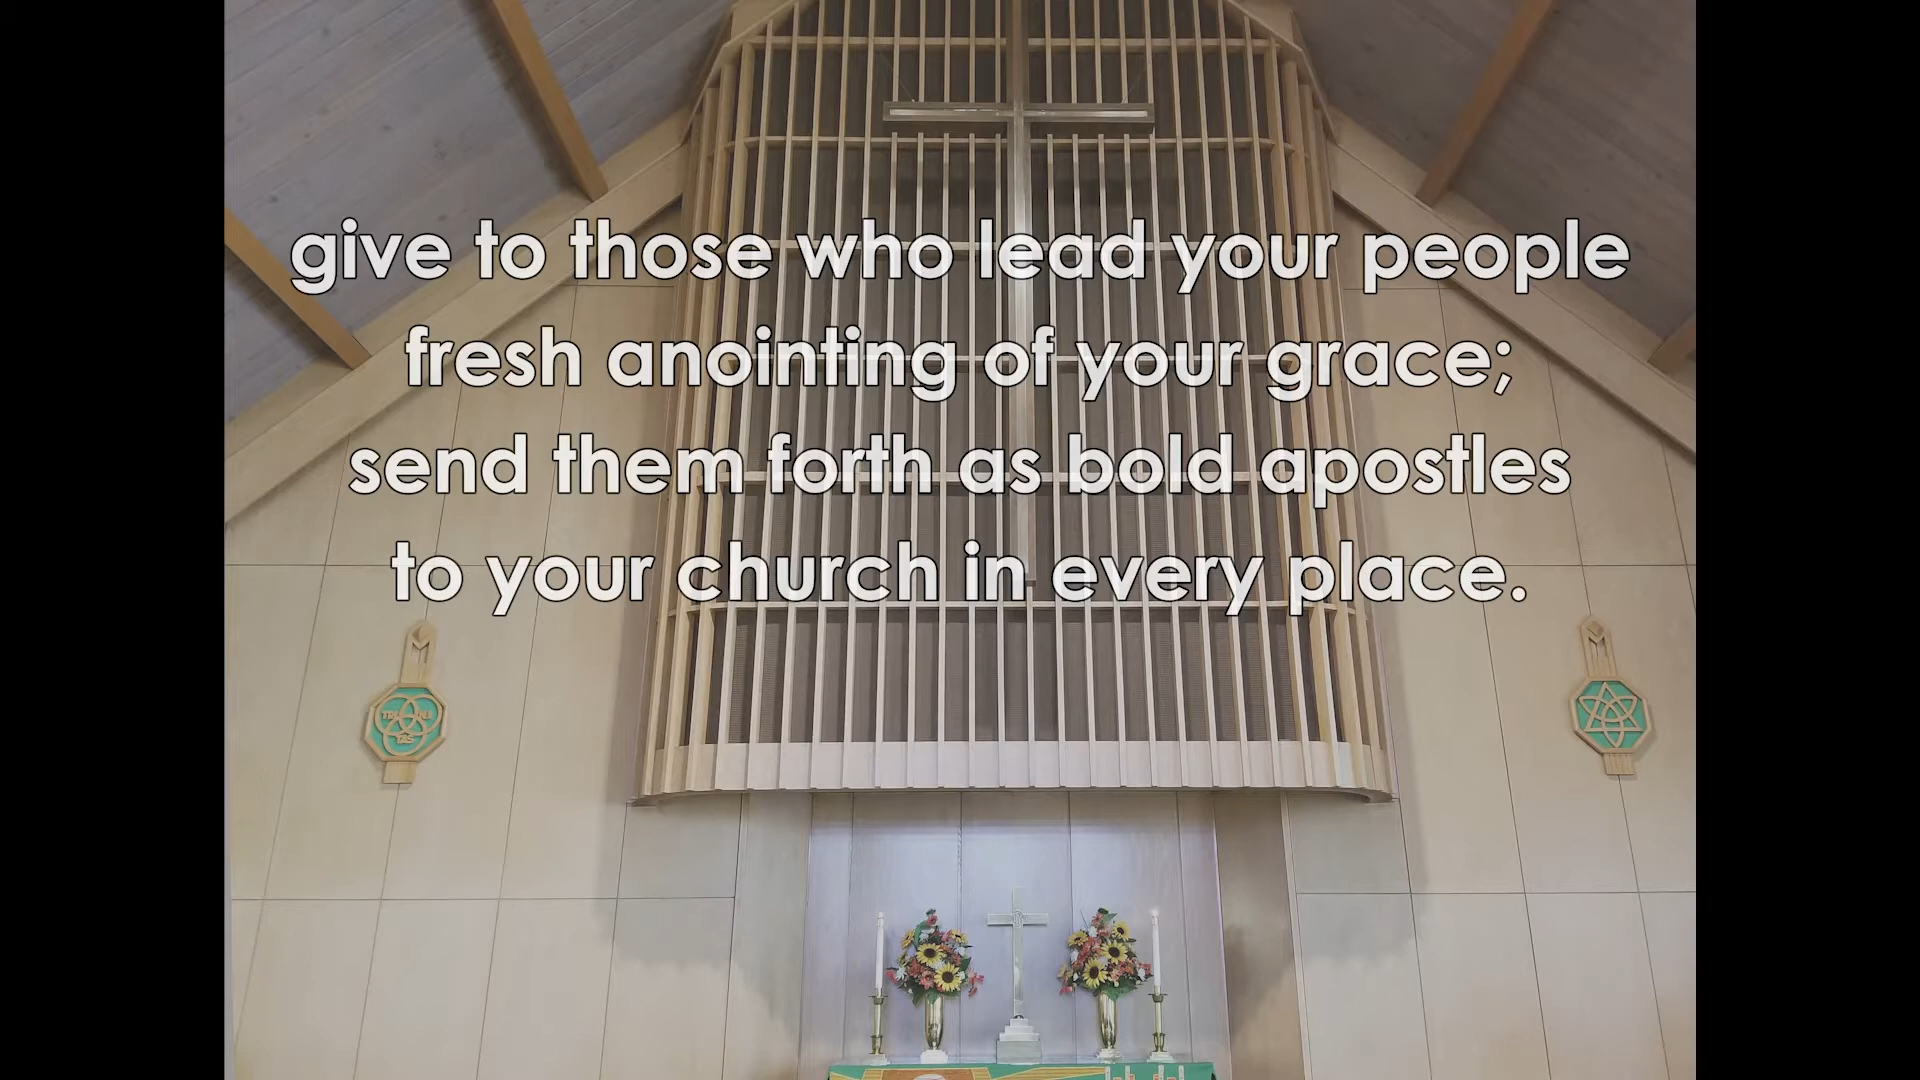 give to those who lead your people
fresh anointing of your grace;
send them forth as bold apostles
to your church in every place.